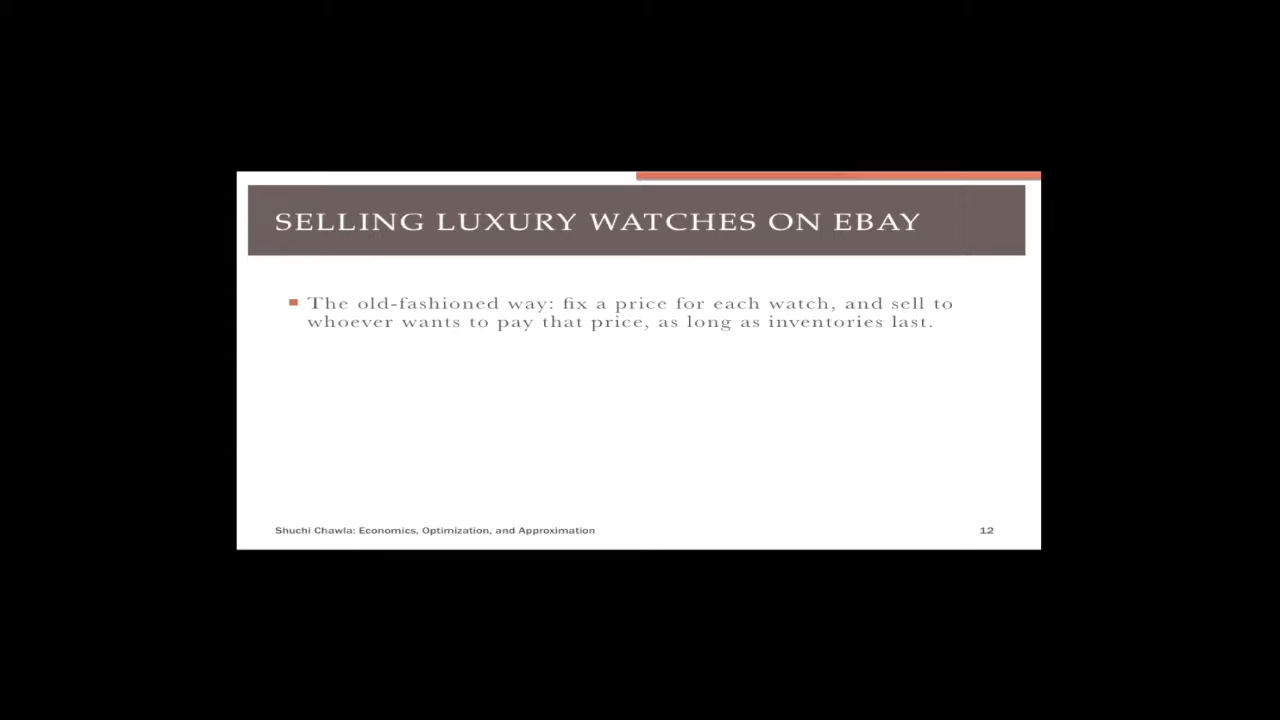 SELLING LUXURY WATCHES ON EBAY
The old-fashioned way: fix a price for each watch, and sell to
whoever wants to pay that price, as long as inventories last.
Shuchi Chawla: Economics, Optimization, and Approximation
12